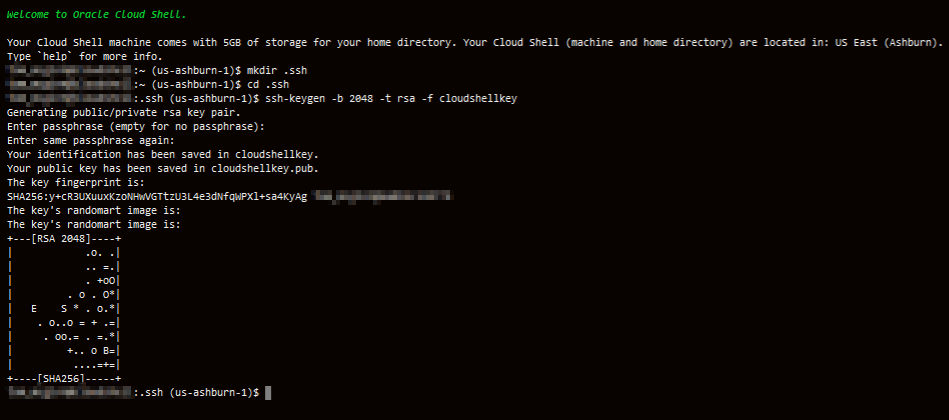 Welcome to Oracle Cloud Shell.
Your Cloud Shell machine comes with 5GB of storage for your home directory. Your Cloud Shell (machine and home directory) are located in: US East (Ashburn).
Type `help` for more info.
:~ (us-ashburn-1)$ mkdir .ssh
:~ (us-ashburn-1)$ cd .ssh
:.ssh (us-ashburn-1)$ ssh-keygen -b 2048 -t rsa -f cloudshellkey
Generating public/private rsa key pair.
Enter passphrase (empty for no passphrase):
Enter same passphrase again:
Your identification has been saved in cloudshellkey.
Your public key has been saved in cloudshellkey.pub.
The key fingerprint is:
SHA256:y+cR3UXuuxKzoNHwVGTtzU3L4e3dNfqWPXl+sa4KyAg
The key's randomart image is:
The key's randomart image is:
+---[RSA 2048]----+
|            .o. .|
|            .. =.|
|            . +oO|
|         . o . O*|
|   E    S * . o.*|
|    . o..o = + .=|
|     . oo.= . =.*|
|         +.. o B=|
|          ....=+=|
+----[SHA256]-----+
:.ssh (us-ashburn-1)$